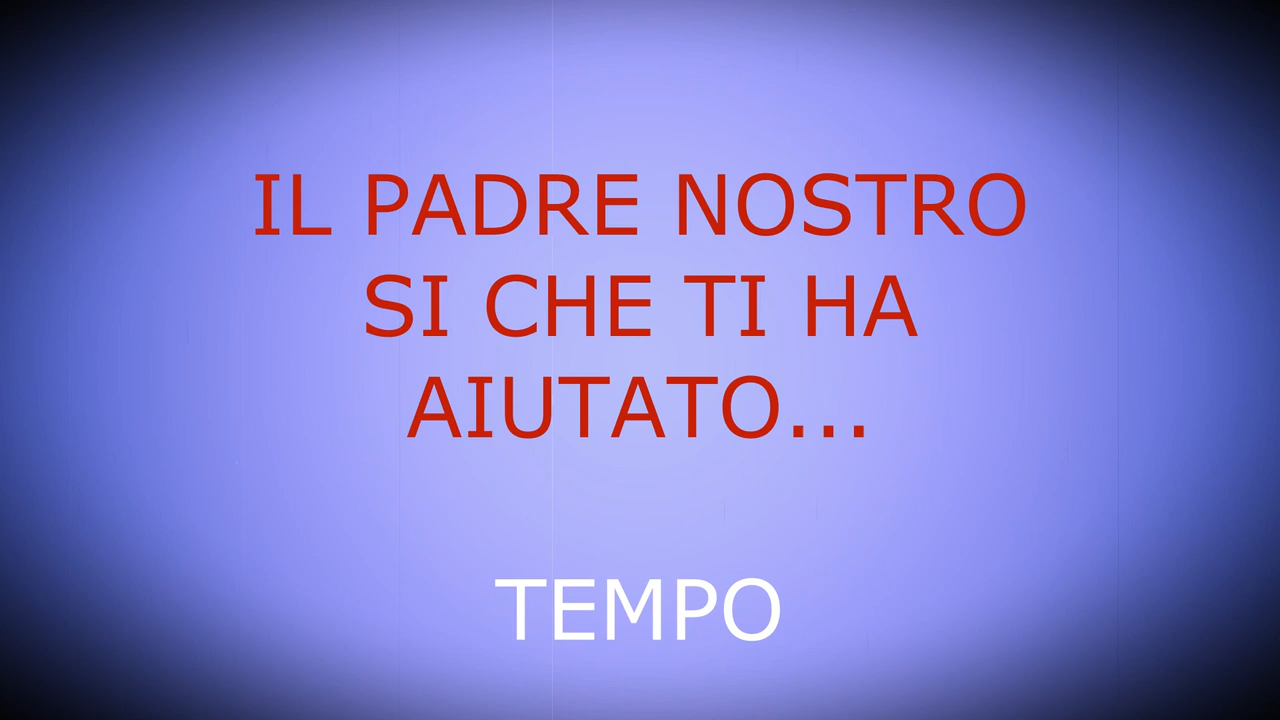 IL PADRE NOSTRO
SI CHE TI HA
AIUTATO...
TEMPO